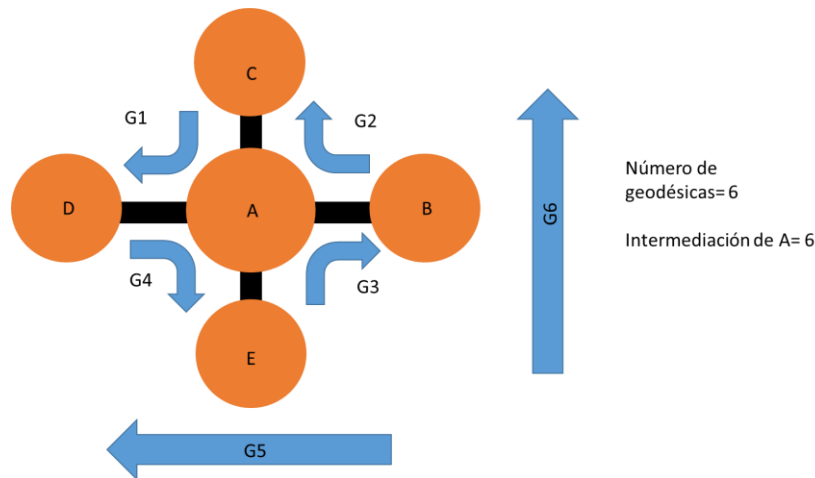 C
G1
G2
D
A
B
G4
G3
E
G5
G6
Número de
geodésicas= 6
Intermediación de A= 6